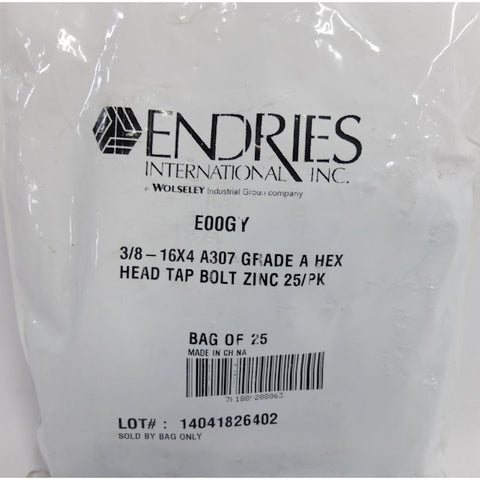 ENDRIES
INTERNATIONAL INC.
a WOLSELEY Industrial Group company
E00GY
3/8-16X4 A307 GRADE A HEX
HEAD TAP BOLT ZINC 25/PK
BAG OF 25
MADE IN CHINA
LOT# : 14041826402
SOLD BY BAG ONLY